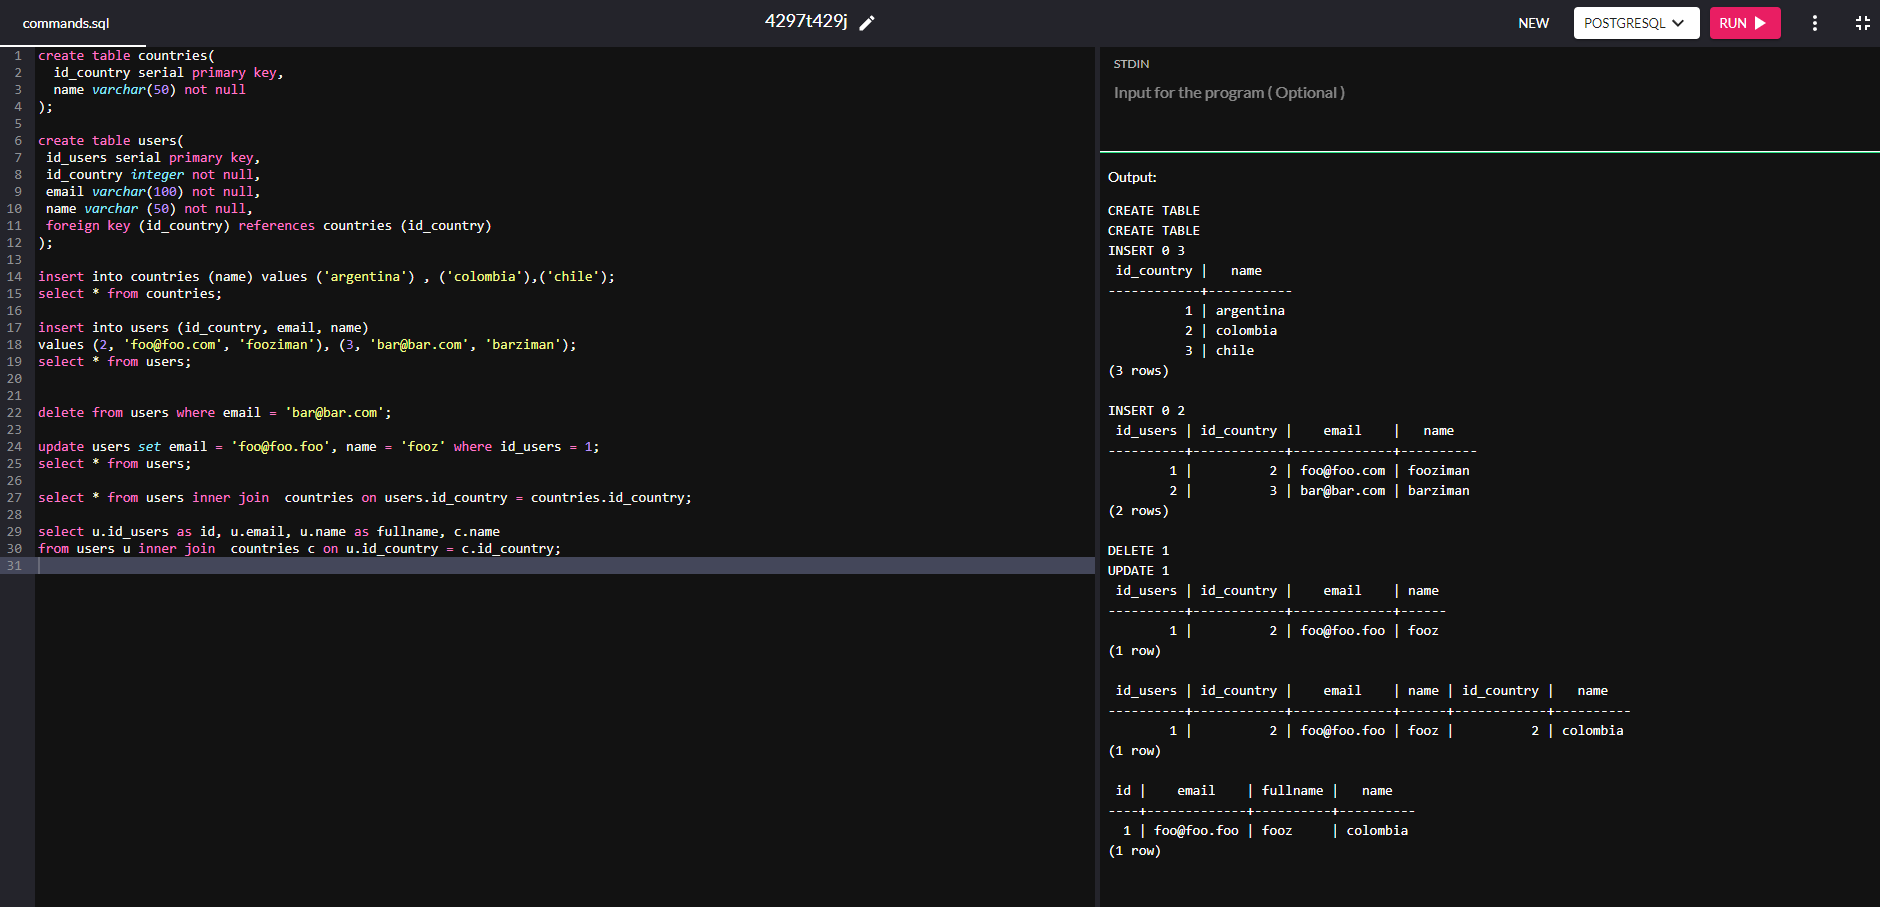 commands.sql
4297t429j
NEW
POSTGRESQL
RUN
1 create table countries(
2   id_country serial primary key,
3   name varchar(50) not null
4 );
5
6 create table users(
7  id_users serial primary key,
8  id_country integer not null,
9  email varchar(100) not null,
10  name varchar (50) not null,
11  foreign key (id_country) references countries (id_country)
12 );
13
14 insert into countries (name) values ('argentina') , ('colombia'),('chile');
15 select * from countries;
16
17 insert into users (id_country, email, name)
18 values (2, 'foo@foo.com', 'fooziman'), (3, 'bar@bar.com', 'barziman');
19 select * from users;
20
21
22 delete from users where email = 'bar@bar.com';
23
24 update users set email = 'foo@foo.foo', name = 'fooz' where id_users = 1;
25 select * from users;
26
27 select * from users inner join  countries on users.id_country = countries.id_country;
28
29 select u.id_users as id, u.email, u.name as fullname, c.name
30 from users u inner join  countries c on u.id_country = c.id_country;
31
STDIN
Input for the program ( Optional )
Output:
CREATE TABLE
CREATE TABLE
INSERT 0 3
 id_country |   name
------------+-----------
          1 | argentina
          2 | colombia
          3 | chile
(3 rows)
INSERT 0 2
 id_users | id_country |    email    |   name
----------+------------+-------------+----------
        1 |          2 | foo@foo.com | fooziman
        2 |          3 | bar@bar.com | barziman
(2 rows)
DELETE 1
UPDATE 1
 id_users | id_country |    email    | name
----------+------------+-------------+------
        1 |          2 | foo@foo.foo | fooz
(1 row)
 id_users | id_country |    email    | name | id_country |   name
----------+------------+-------------+------+------------+----------
        1 |          2 | foo@foo.foo | fooz |          2 | colombia
(1 row)
 id |    email    | fullname |   name
----+-------------+----------+----------
  1 | foo@foo.foo | fooz     | colombia
(1 row)